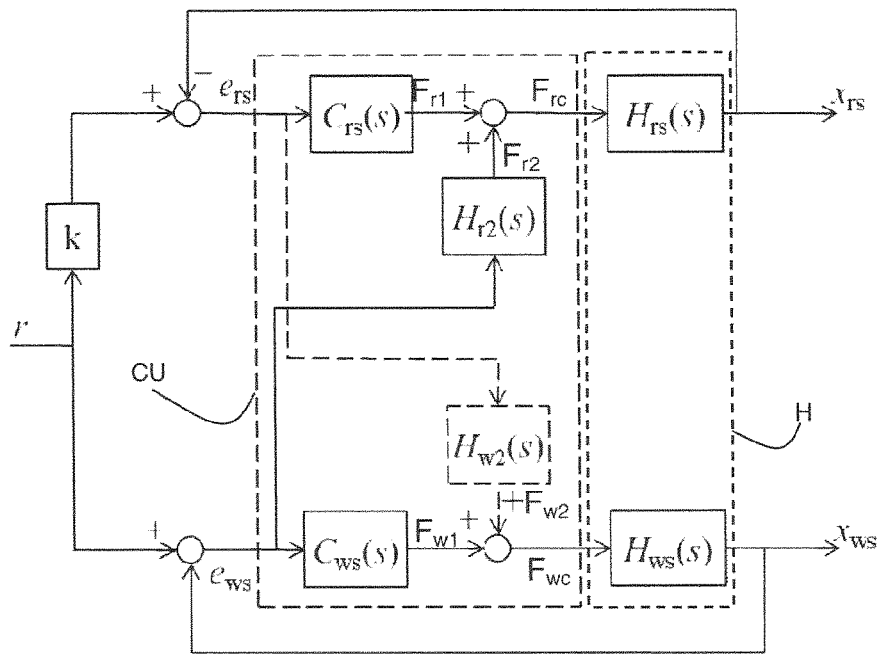 −
+ e_rs F_r1 + F_rc x_rs
C_rs(s) H_rs(s)
+
F_r2
H_r2(s)
k
r
CU
H
H_w2(s)
+ F_w2
+ F_w1 + x_ws
C_ws(s) H_ws(s)
e_ws F_wc